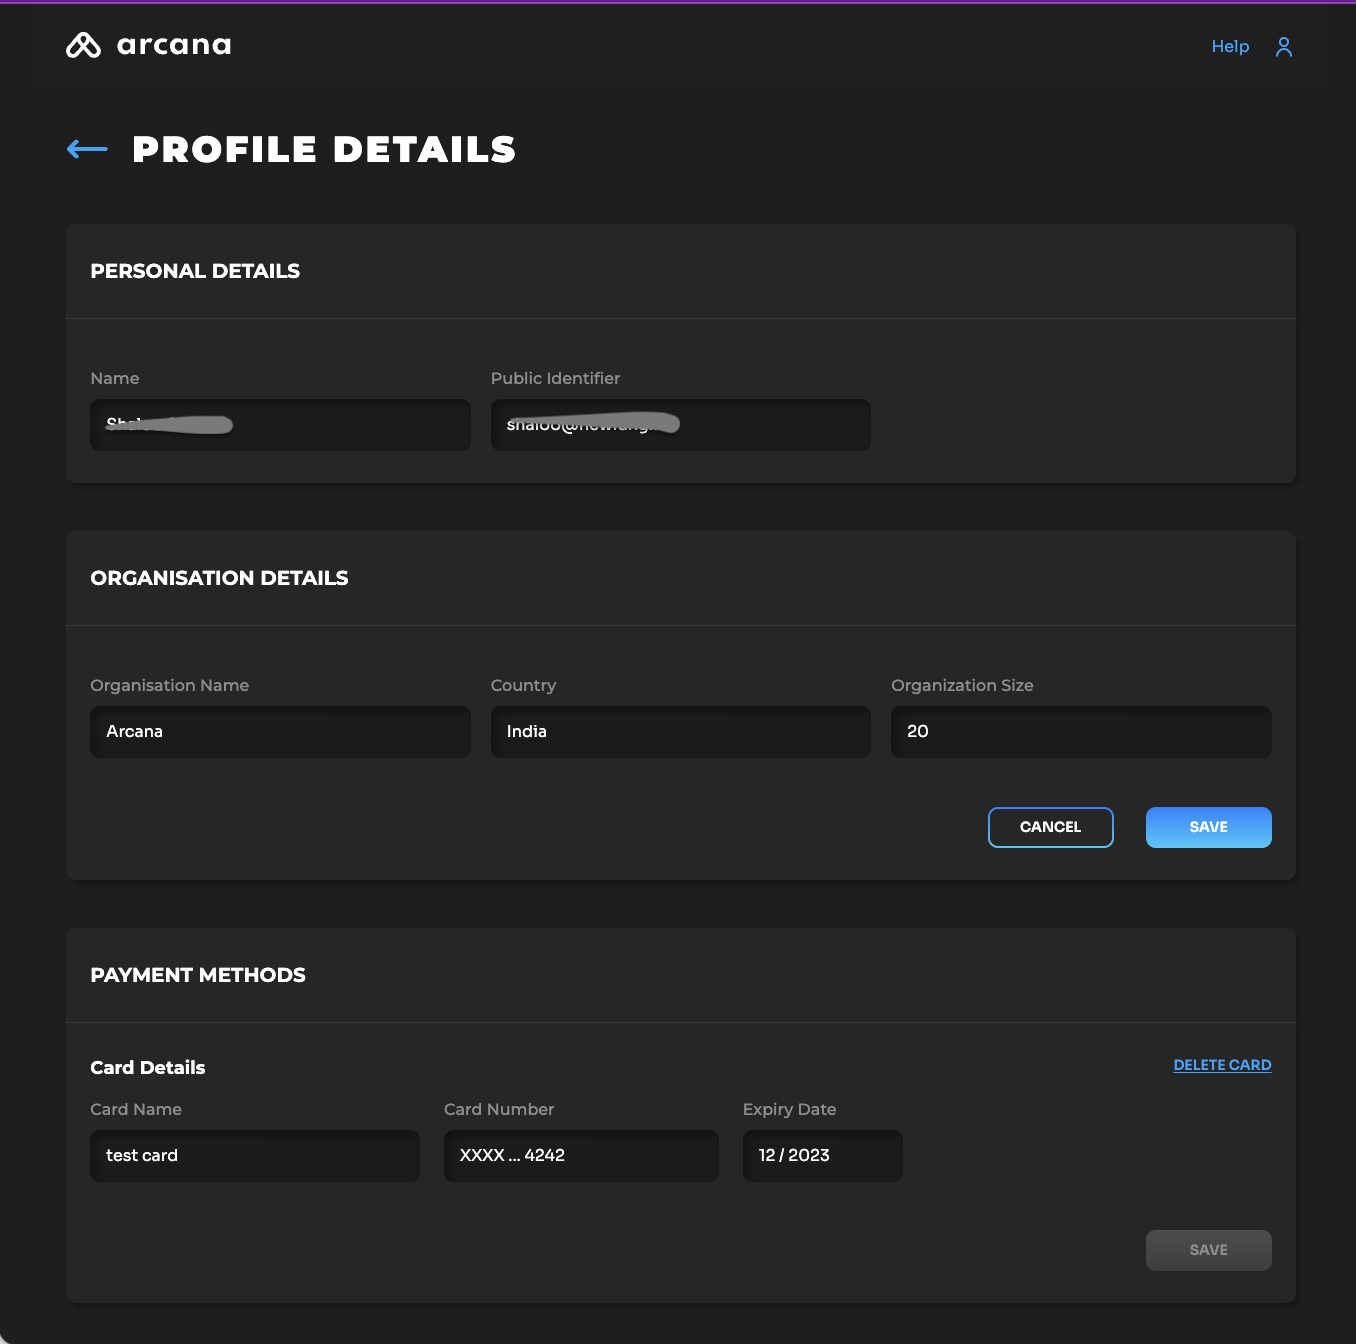 arcana
Help
PROFILE DETAILS
PERSONAL DETAILS
Name Public Identifier
ORGANISATION DETAILS
Organisation Name Country Organization Size
Arcana India 20
CANCEL SAVE
PAYMENT METHODS
Card Details DELETE CARD
Card Name Card Number Expiry Date
test card XXXX ... 4242 12 / 2023
SAVE